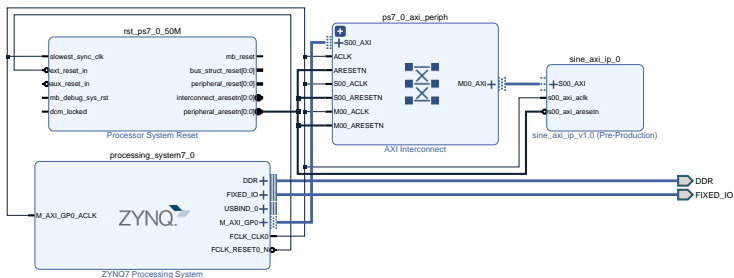 rst_ps7_0_50M
slowest_sync_clk
ext_reset_in
aux_reset_in
mb_debug_sys_rst
dcm_locked
mb_reset
bus_struct_reset[0:0]
peripheral_reset[0:0]
interconnect_aresetn[0:0]
peripheral_aresetn[0:0]
Processor System Reset
ps7_0_axi_periph
S00_AXI
ACLK
ARESETN
S00_ACLK
S00_ARESETN
M00_ACLK
M00_ARESETN
M00_AXI
AXI Interconnect
sine_axi_ip_0
S00_AXI
s00_axi_aclk
s00_axi_aresetn
sine_axi_ip_v1.0 (Pre-Production)
processing_system7_0
M_AXI_GP0_ACLK
ZYNQ
DDR
FIXED_IO
USBIND_0
M_AXI_GP0
FCLK_CLK0
FCLK_RESET0_N
ZYNQ7 Processing System
DDR
FIXED_IO